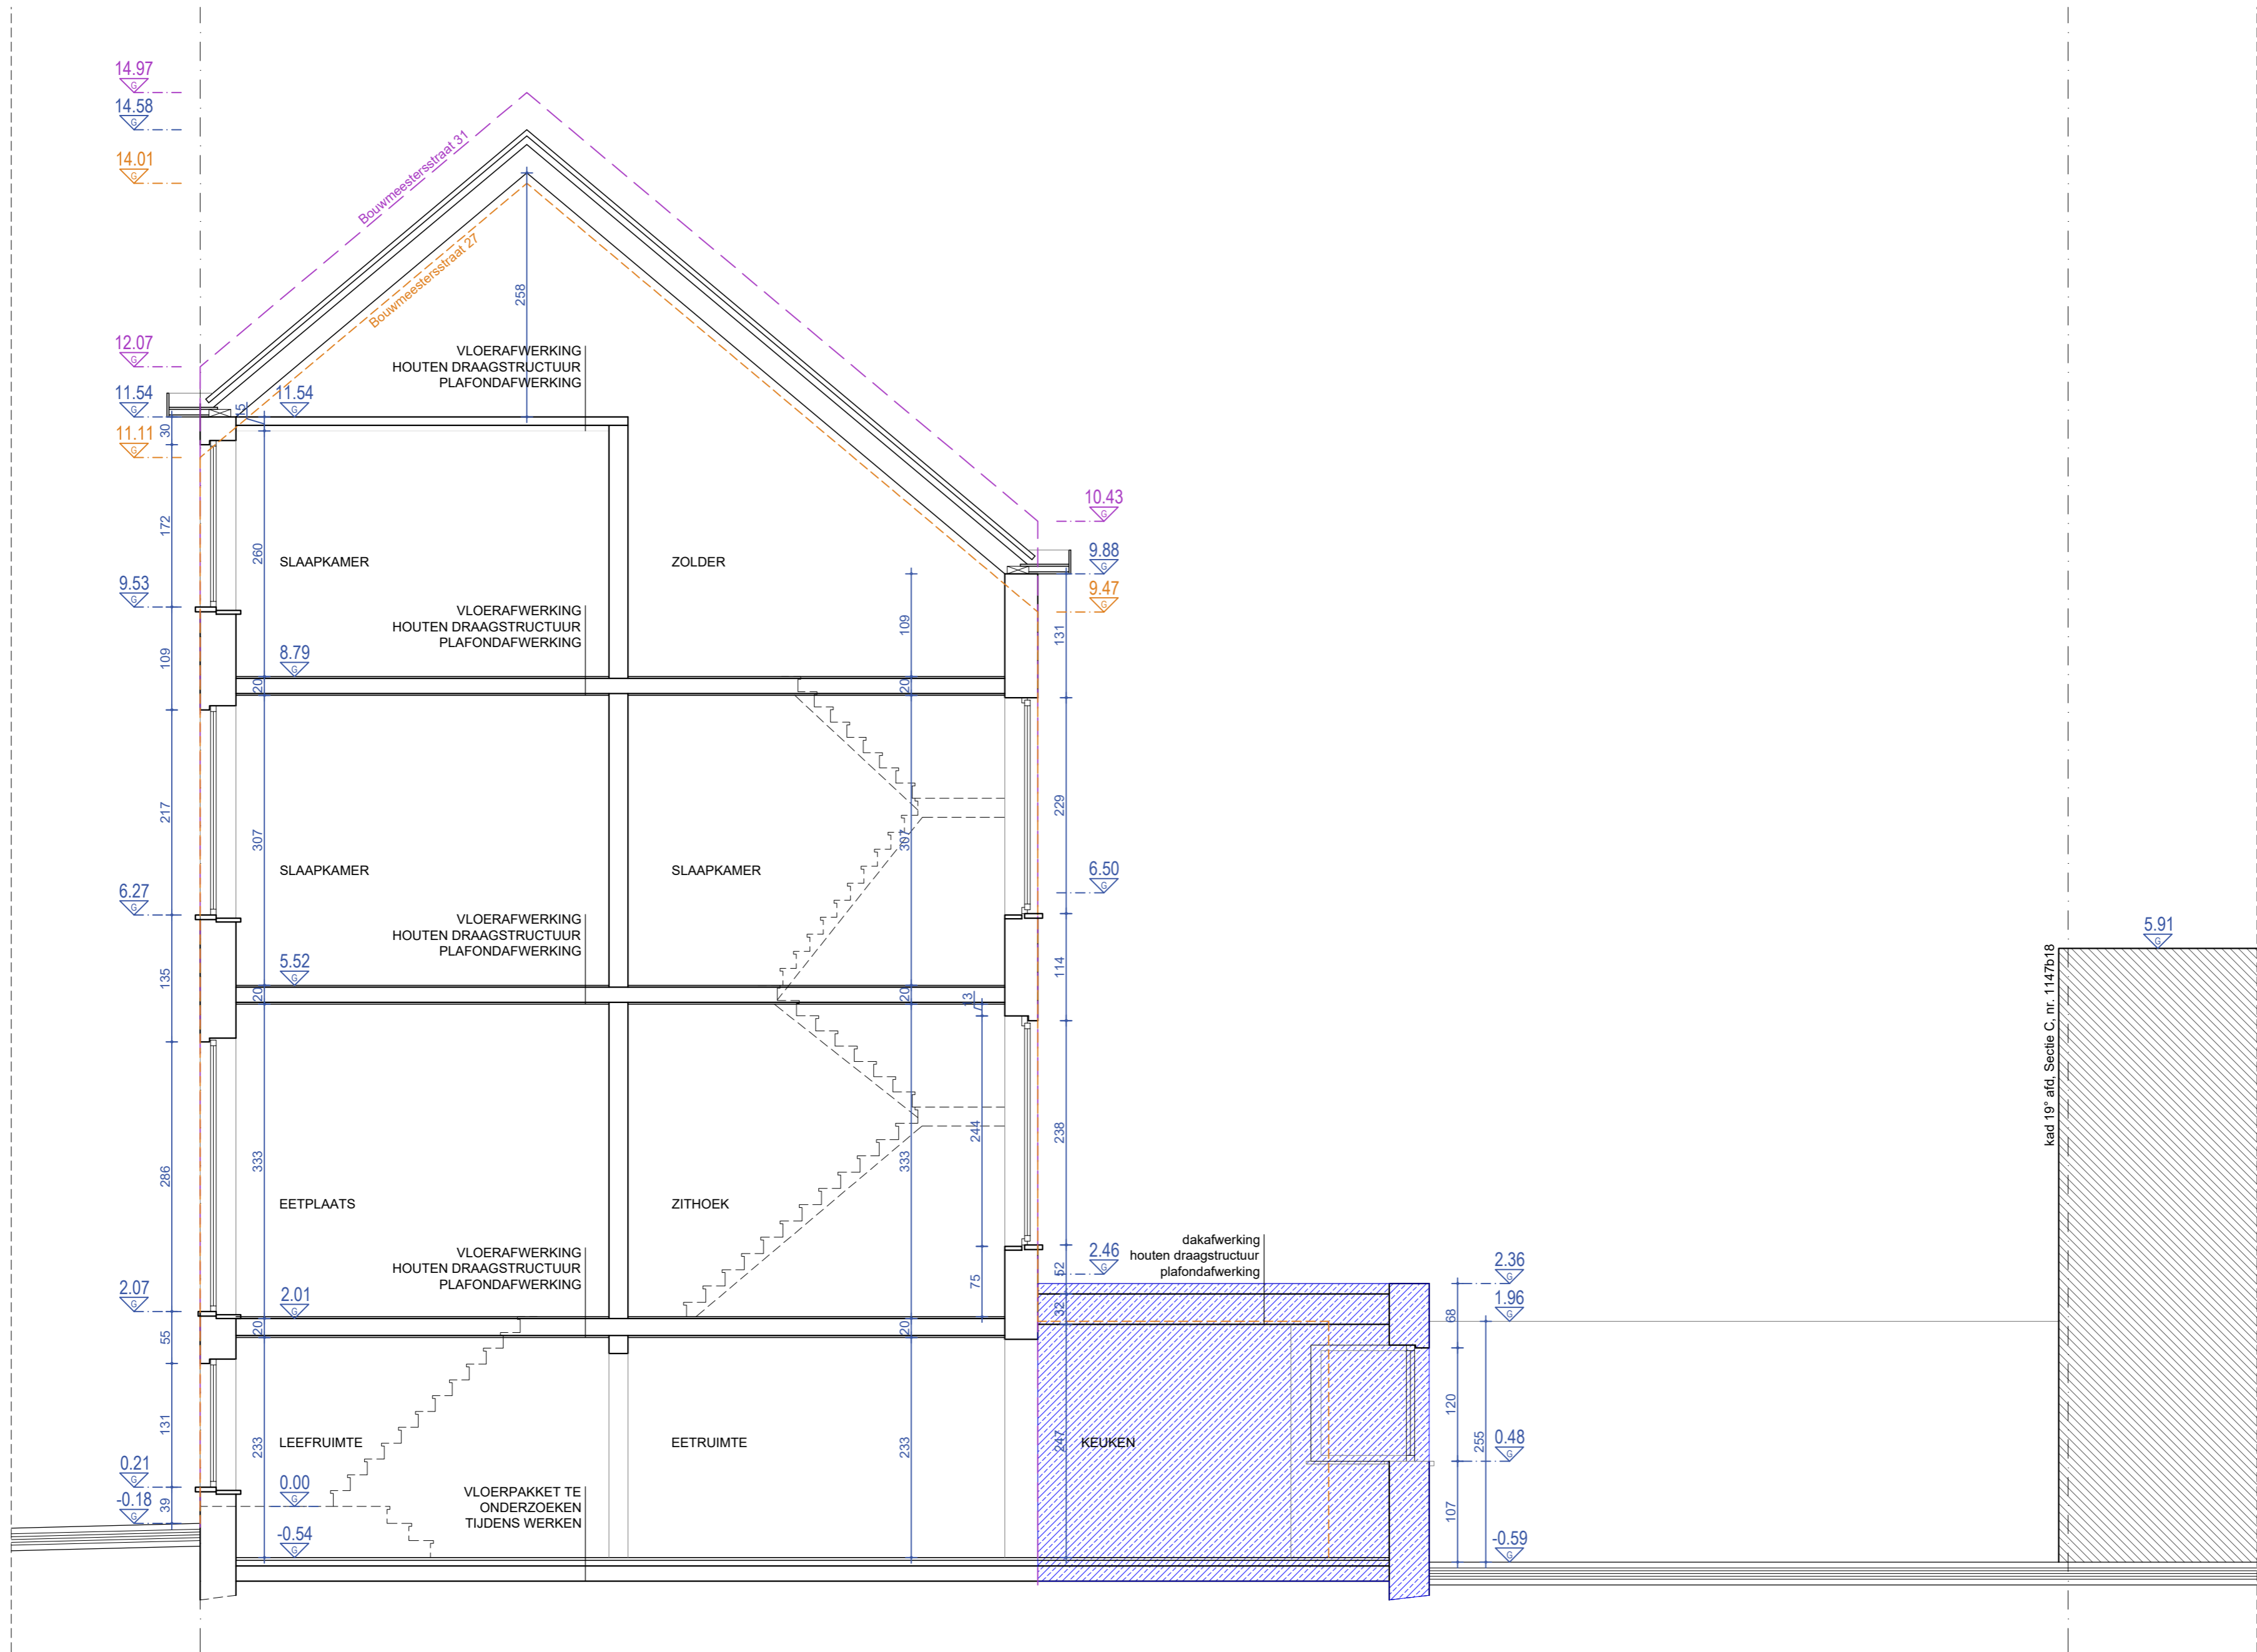 14.97
14.58
14.01
12.07
11.54
11.11
9.53
6.27
2.07
0.21
-0.18
G
30
172
109
217
135
286
55
131
39
Bouwmeestersstraat 31
Bouwmeestersstraat 27
258
VLOERAFWERKING
HOUTEN DRAAGSTRUCTUUR
PLAFONDAFWERKING
15
11.54
260
SLAAPKAMER
ZOLDER
VLOERAFWERKING
HOUTEN DRAAGSTRUCTUUR
PLAFONDAFWERKING
109
8.79
20
20
307
307
SLAAPKAMER
SLAAPKAMER
VLOERAFWERKING
HOUTEN DRAAGSTRUCTUUR
PLAFONDAFWERKING
5.52
20
20
13
333
333
244
EETPLAATS
ZITHOEK
VLOERAFWERKING
HOUTEN DRAAGSTRUCTUUR
PLAFONDAFWERKING
75
2.01
20
20
233
233
LEEFRUIMTE
EETRUIMTE
0.00
VLOERPAKKET TE
ONDERZOEKEN
TIJDENS WERKEN
-0.54
10.43
9.88
9.47
131
229
6.50
114
238
2.46
52
32
247
KEUKEN
dakafwerking
houten draagstructuur
plafondafwerking
2.36
1.96
68
120
255
0.48
107
-0.59
5.91
kad 19° afd, Sectie C, nr. 1147b18